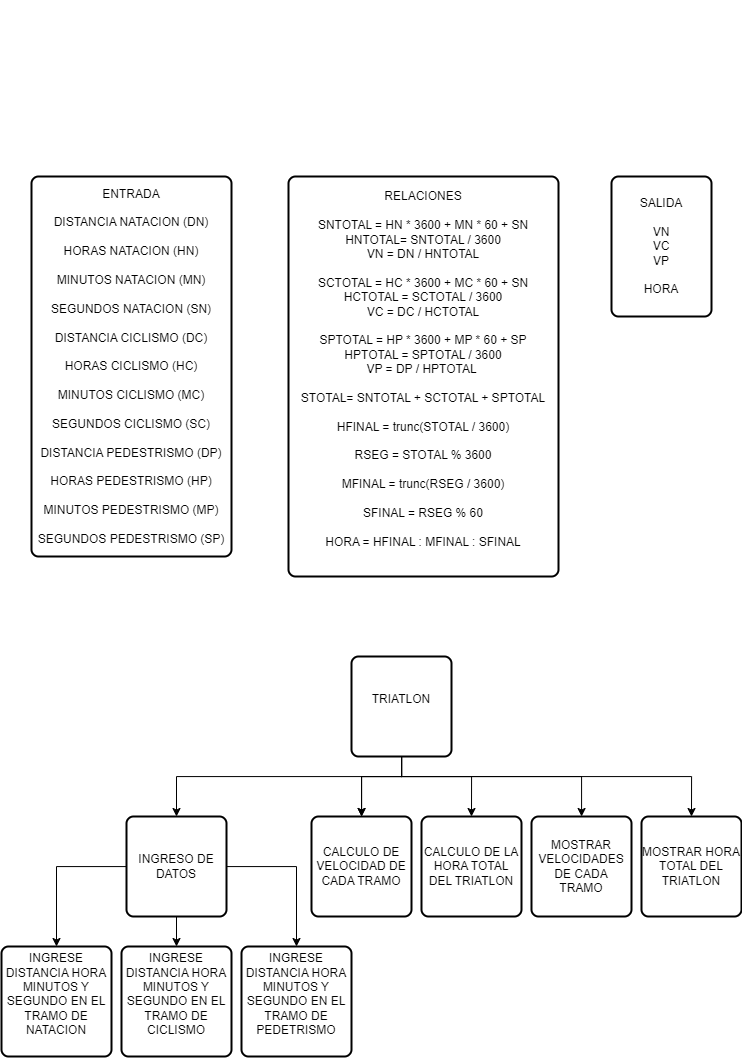 ENTRADA
DISTANCIA NATACION (DN)
HORAS NATACION (HN)
MINUTOS NATACION (MN)
SEGUNDOS NATACION (SN)
DISTANCIA CICLISMO (DC)
HORAS CICLISMO (HC)
MINUTOS CICLISMO (MC)
SEGUNDOS CICLISMO (SC)
DISTANCIA PEDESTRISMO (DP)
HORAS PEDESTRISMO (HP)
MINUTOS PEDESTRISMO (MP)
SEGUNDOS PEDESTRISMO (SP)
RELACIONES
SNTOTAL = HN * 3600 + MN * 60 + SN
HNTOTAL= SNTOTAL / 3600
VN = DN / HNTOTAL
SCTOTAL = HC * 3600 + MC * 60 + SN
HCTOTAL = SCTOTAL / 3600
VC = DC / HCTOTAL
SPTOTAL = HP * 3600 + MP * 60 + SP
HPTOTAL = SPTOTAL / 3600
VP = DP / HPTOTAL
STOTAL= SNTOTAL + SCTOTAL + SPTOTAL
HFINAL = trunc(STOTAL / 3600)
RSEG = STOTAL % 3600
MFINAL = trunc(RSEG / 3600)
SFINAL = RSEG % 60
HORA = HFINAL : MFINAL : SFINAL
SALIDA
VN
VC
VP
HORA
TRIATLON
INGRESO DE
DATOS
CALCULO DE
VELOCIDAD DE
CADA TRAMO
CALCULO DE LA
HORA TOTAL
DEL TRIATLON
MOSTRAR
VELOCIDADES
DE CADA
TRAMO
MOSTRAR HORA
TOTAL DEL
TRIATLON
INGRESE
DISTANCIA HORA
MINUTOS Y
SEGUNDO EN EL
TRAMO DE
NATACION
INGRESE
DISTANCIA HORA
MINUTOS Y
SEGUNDO EN EL
TRAMO DE
CICLISMO
INGRESE
DISTANCIA HORA
MINUTOS Y
SEGUNDO EN EL
TRAMO DE
PEDETRISMO